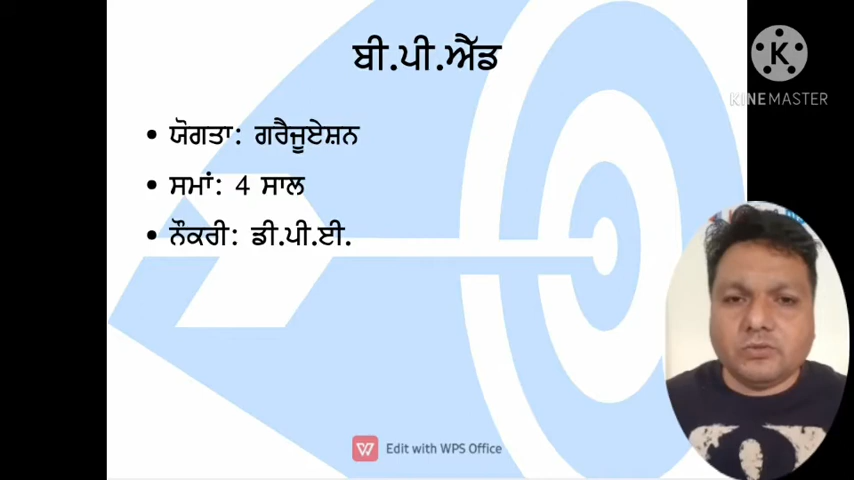 ਬੀ.ਪੀ.ਐੱਡ
• ਯੋਗਤਾ: ਗਰੈਜੂਏਸ਼ਨ
• ਸਮਾਂ: 4 ਸਾਲ
• ਨੌਕਰੀ: ਡੀ.ਪੀ.ਈ.
K
KINEMASTER
Edit with WPS Office